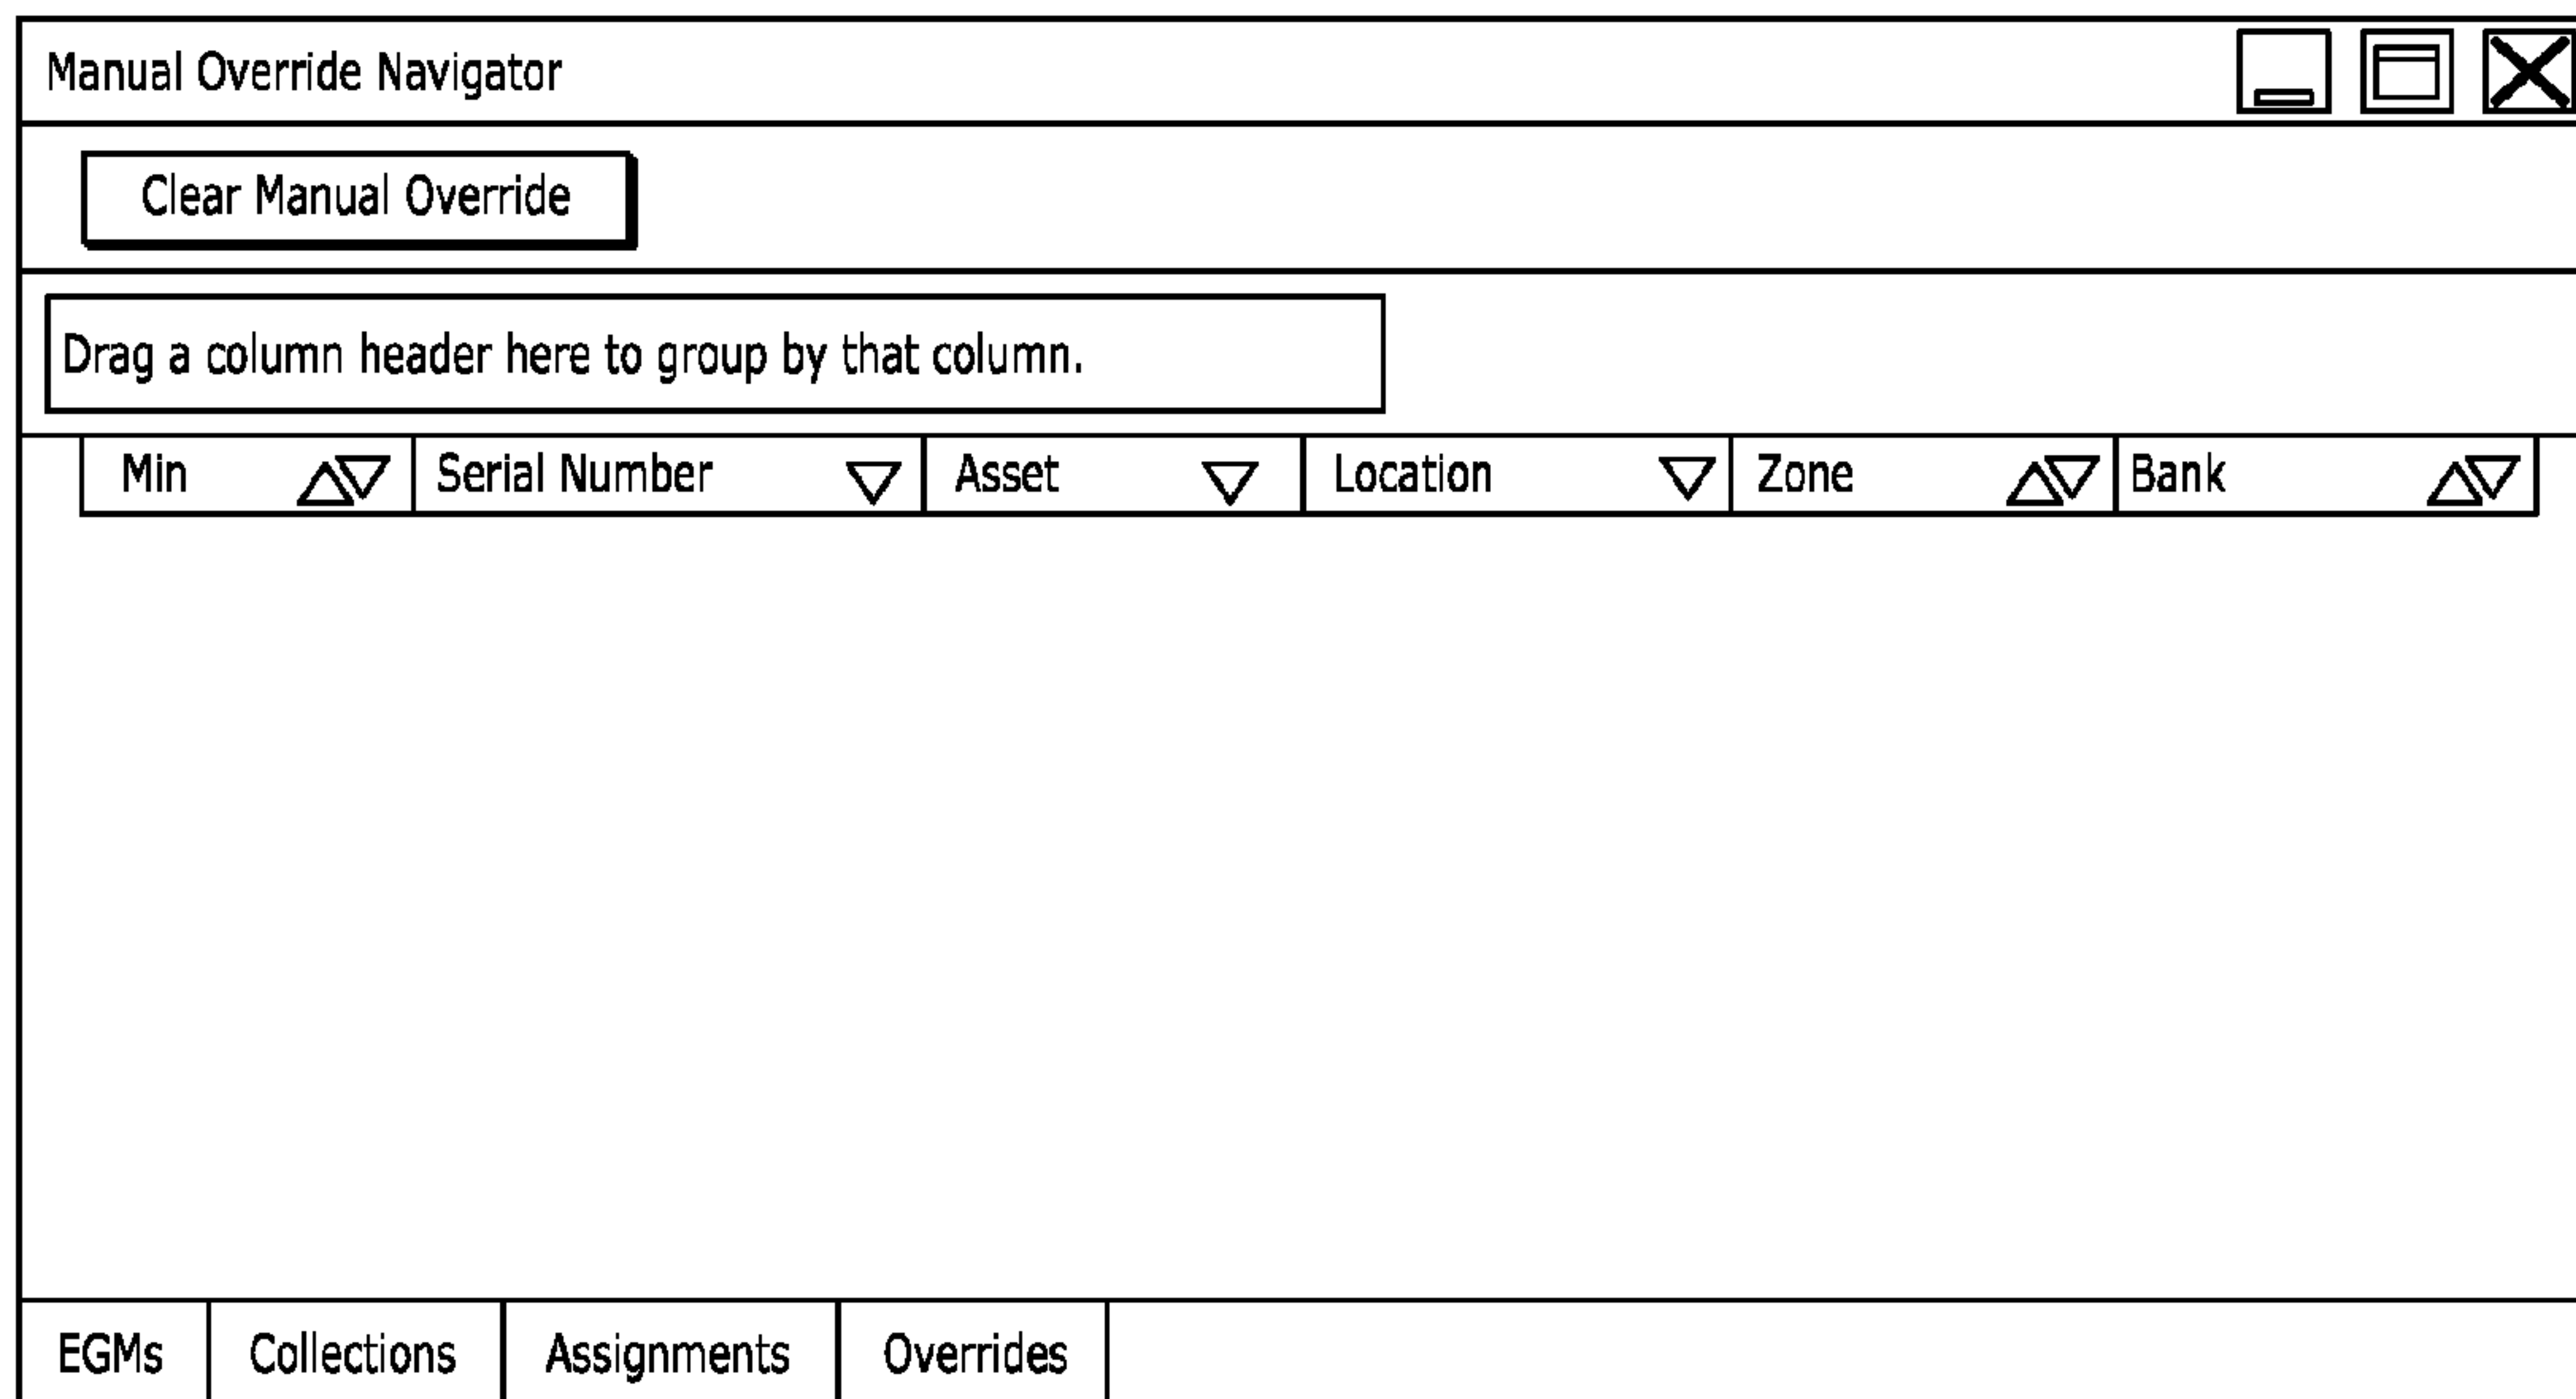 Manual Override Navigator
Clear Manual Override
Drag a column header here to group by that column.
Min Serial Number Asset Location Zone Bank
EGMs Collections Assignments Overrides